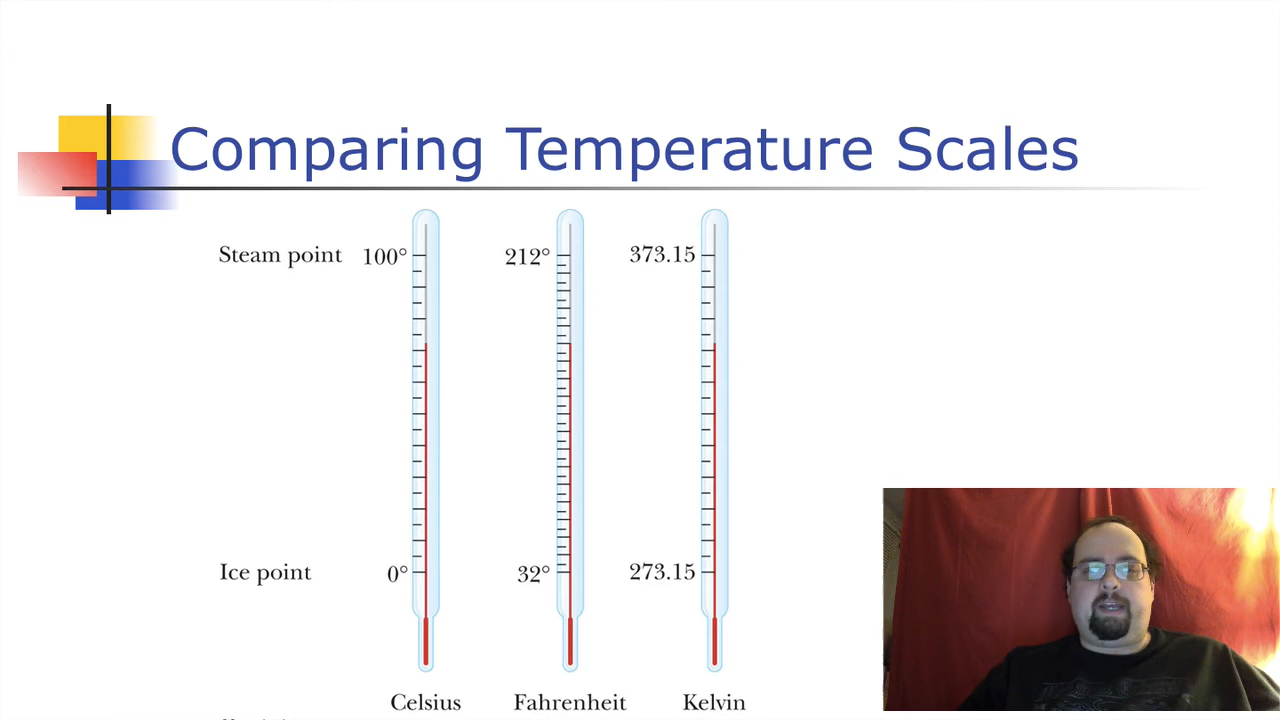 Comparing Temperature Scales
Steam point 100° 212° 373.15
Ice point 0° 32° 273.15
Celsius Fahrenheit Kelvin